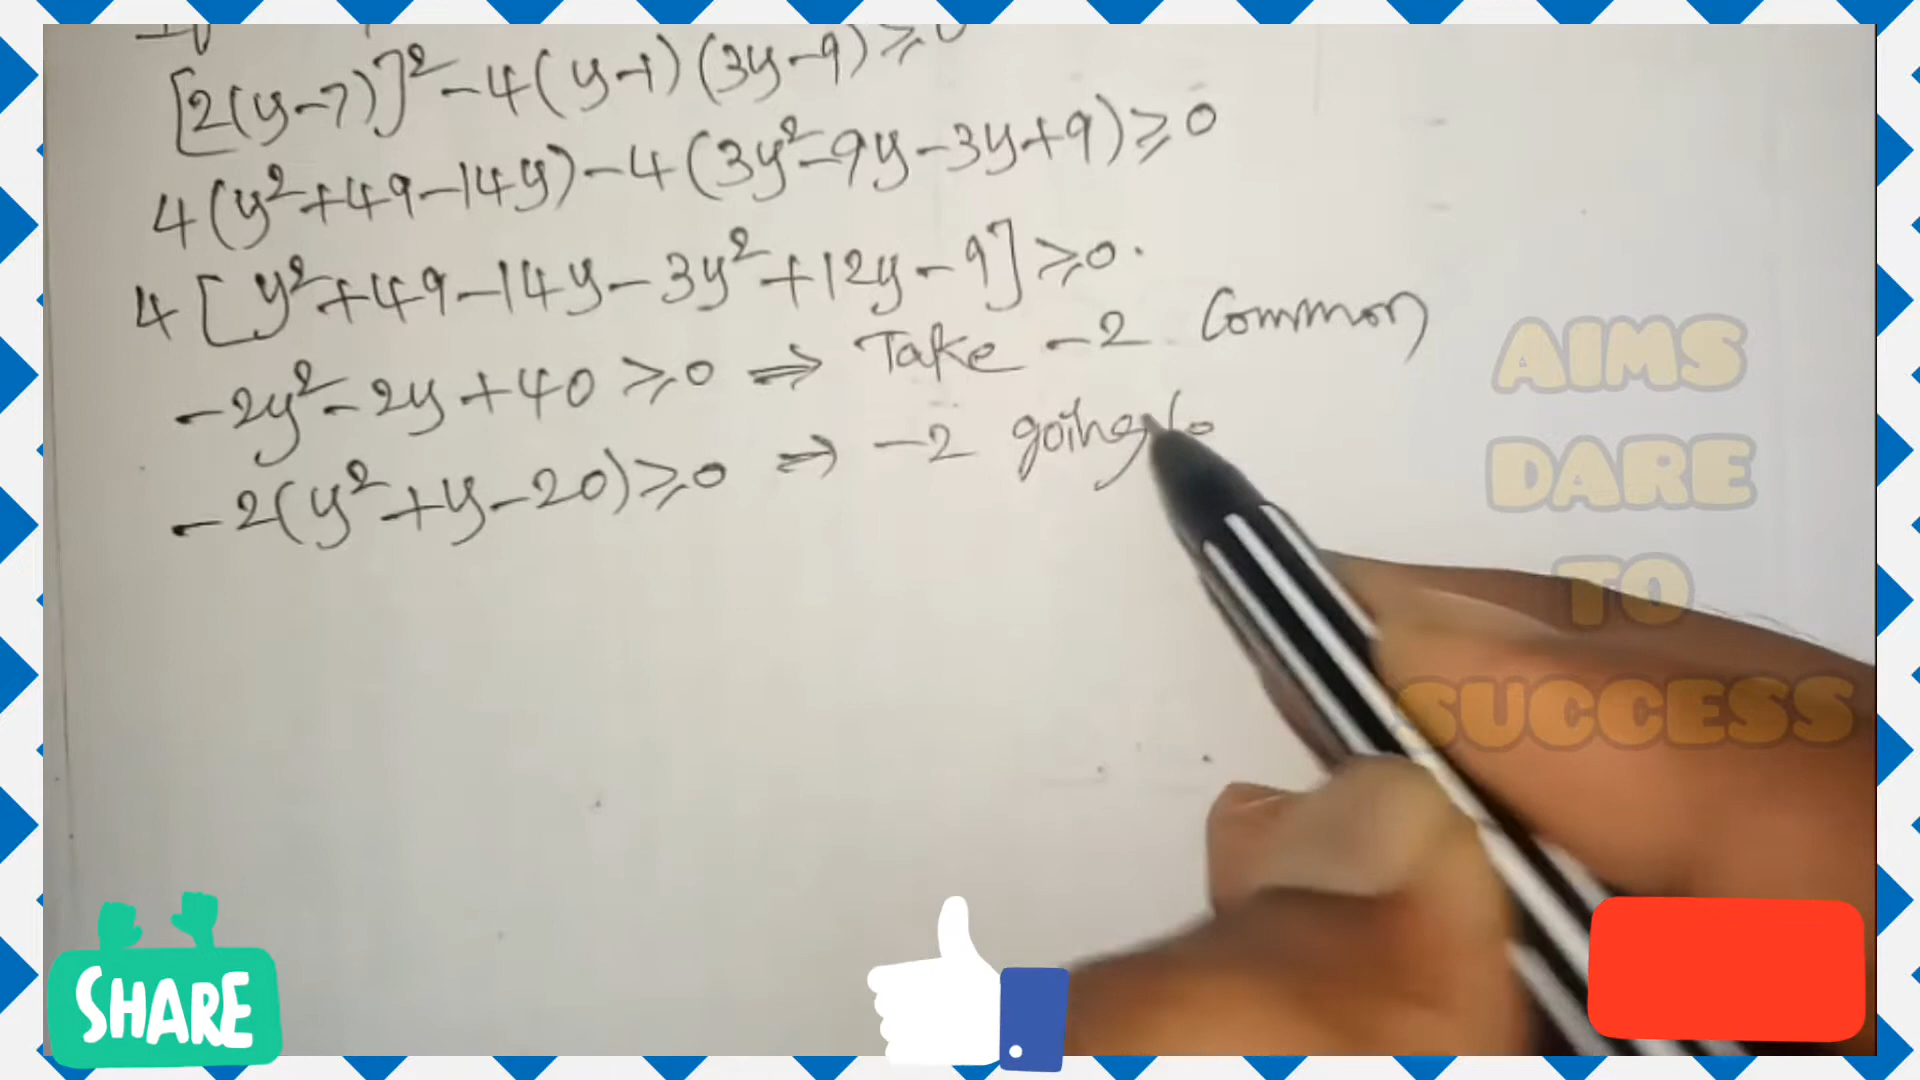 [2(y-7)]²-4(y-1)(3y-9)≥0
4(y²+49-14y)-4(3y²-9y-3y+9)≥0
4[y²+49-14y-3y²+12y-9]≥0.
-2y²-2y+40≥0 ⇒ Take -2 Common
-2(y²+y-20)≥0 ⇒ -2 going to
AIMS
DARE
TO
SUCCESS
SHARE